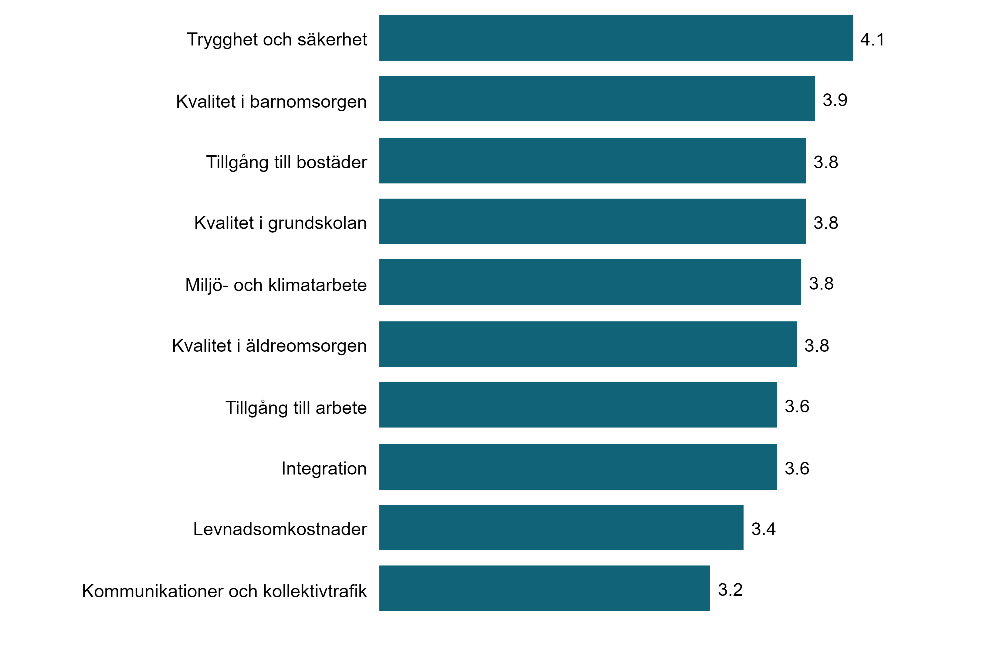 Trygghet och säkerhet 4.1
Kvalitet i barnomsorgen 3.9
Tillgång till bostäder 3.8
Kvalitet i grundskolan 3.8
Miljö- och klimatarbete 3.8
Kvalitet i äldreomsorgen 3.8
Tillgång till arbete 3.6
Integration 3.6
Levnadsomkostnader 3.4
Kommunikationer och kollektivtrafik 3.2